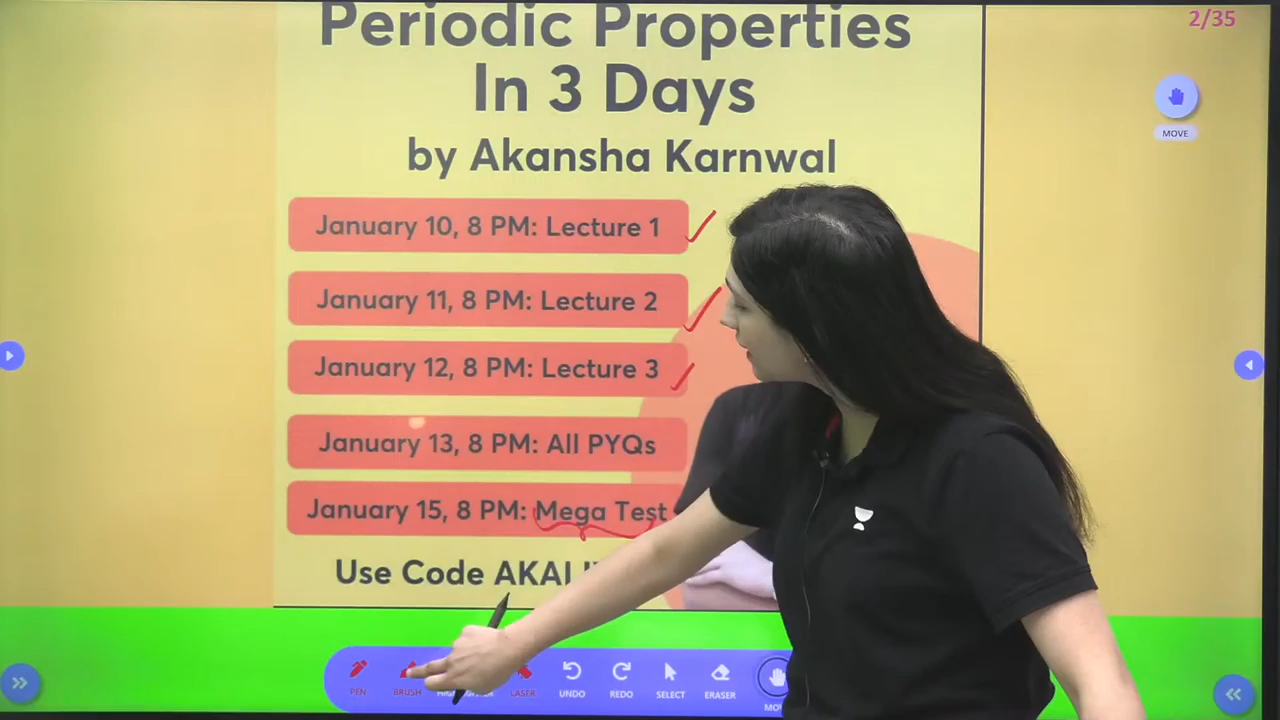 2/35
Periodic Properties
In 3 Days
by Akansha Karnwal
January 10, 8 PM: Lecture 1
January 11, 8 PM: Lecture 2
January 12, 8 PM: Lecture 3
January 13, 8 PM: All PYQs
January 15, 8 PM: Mega Test
Use Code
MOVE
PEN BRUSH LASER UNDO REDO SELECT ERASER